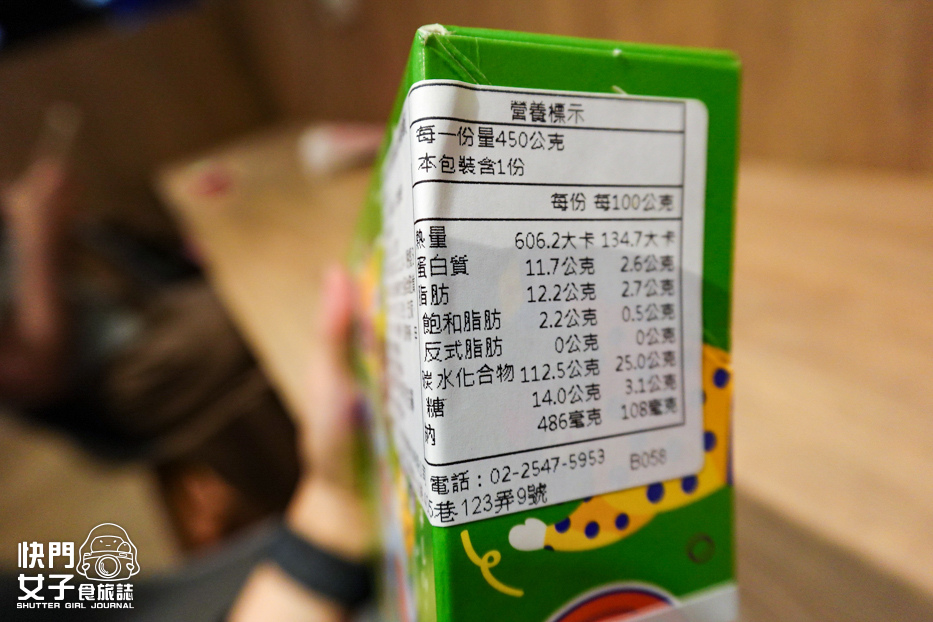 營養標示
每一份量450公克
本包裝含1份
每份 每100公克
熱量 606.2大卡 134.7大卡
蛋白質 11.7公克 2.6公克
脂肪 12.2公克 2.7公克
飽和脂肪 2.2公克 0.5公克
反式脂肪 0公克 0公克
碳水化合物 112.5公克 25.0公克
糖 14.0公克 3.1公克
鈉 486毫克 108毫克
電話：02-2547-5953 B058
5巷123弄9號
快門
女子食旅誌
SHUTTER GIRL JOURNAL